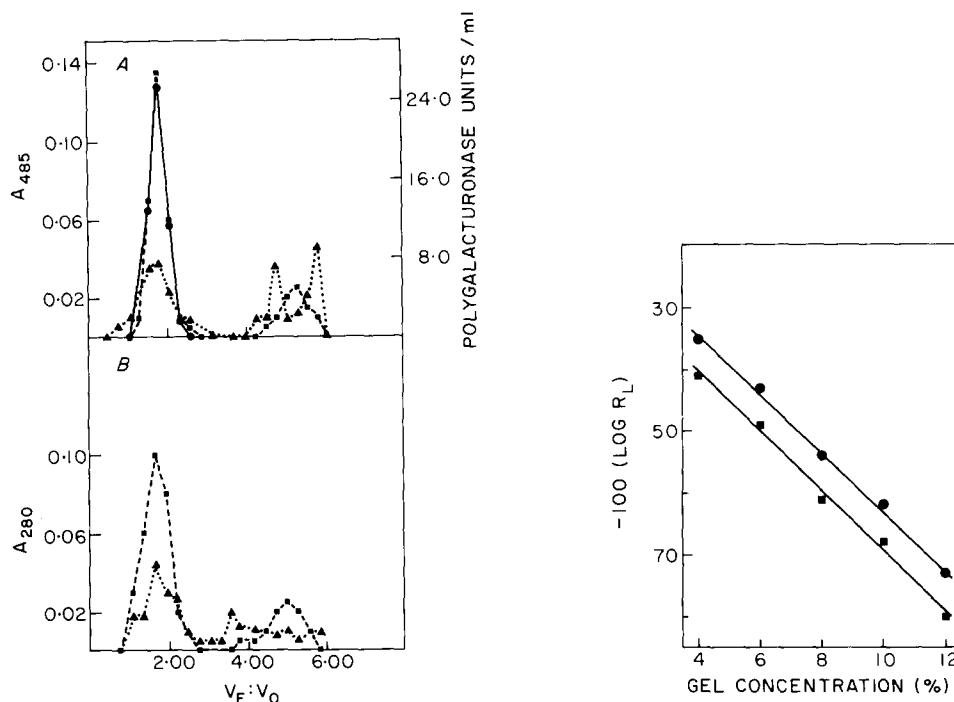 A
0·14
0·10
0·06
0·02
A485
24·0
16·0
8·0
POLYGALACTURONASE UNITS / ml
B
0·10
0·06
0·02
A280
2·00
4·00
6·00
VE:VO
30
50
70
-100 (LOG RL)
4
6
8
10
12
GEL CONCENTRATION (%)